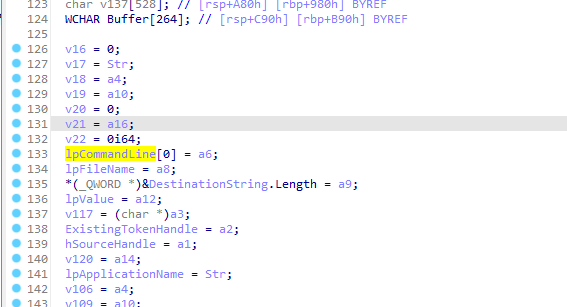 123 char v137[528]; // [rsp+A80h] [rbp+980h] BYREF
124 WCHAR Buffer[264]; // [rsp+C90h] [rbp+B90h] BYREF
125
126 v16 = 0;
127 v17 = Str;
128 v18 = a4;
129 v19 = a10;
130 v20 = 0;
131 v21 = a16;
132 v22 = 0i64;
133 lpCommandLine[0] = a6;
134 lpFileName = a8;
135 *(_QWORD *)&DestinationString.Length = a9;
136 lpValue = a12;
137 v117 = (char *)a3;
138 ExistingTokenHandle = a2;
139 hSourceHandle = a1;
140 v120 = a14;
141 lpApplicationName = Str;
142 v106 = a4;
143 v109 = a10;